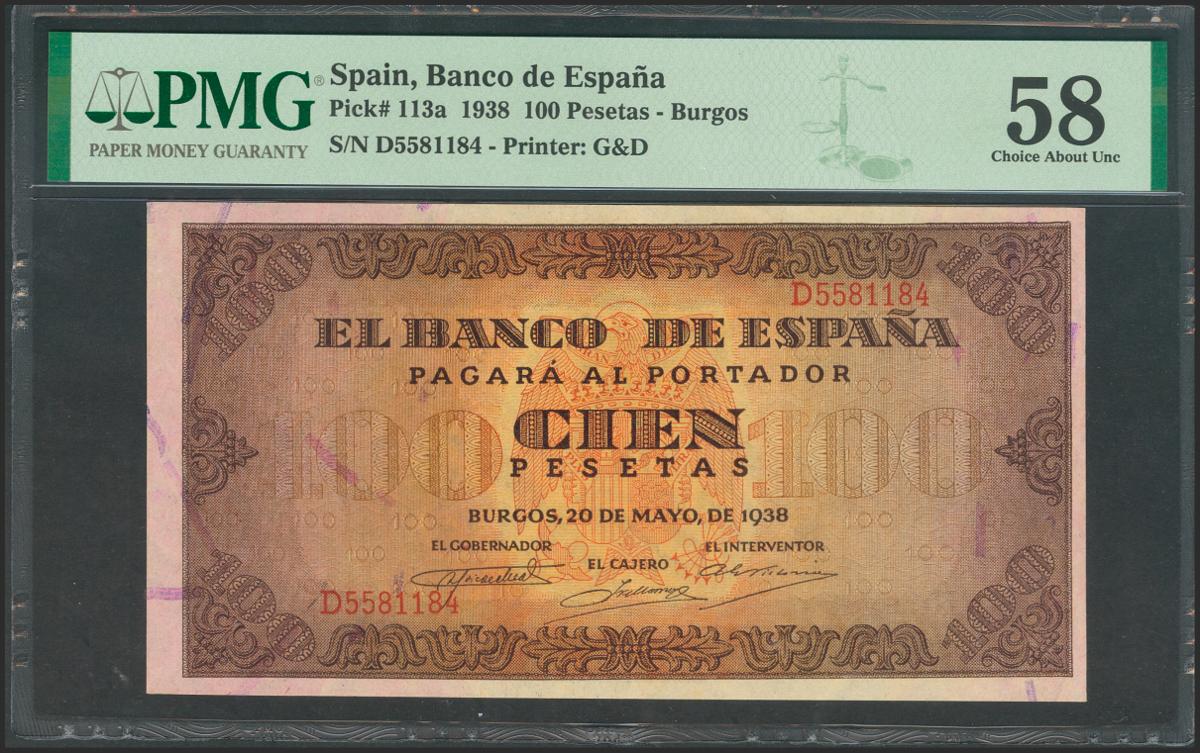 PMG®
PAPER MONEY GUARANTY
Spain, Banco de España
Pick# 113a 1938 100 Pesetas - Burgos
S/N D5581184 - Printer: G&D
58
Choice About Unc
D5581184
EL BANCO DE ESPAÑA
PAGARÁ AL PORTADOR
CIEN
100 100
PESETAS
BURGOS, 20 DE MAYO, DE 1938
EL GOBERNADOR
EL CAJERO
EL INTERVENTOR
D5581184